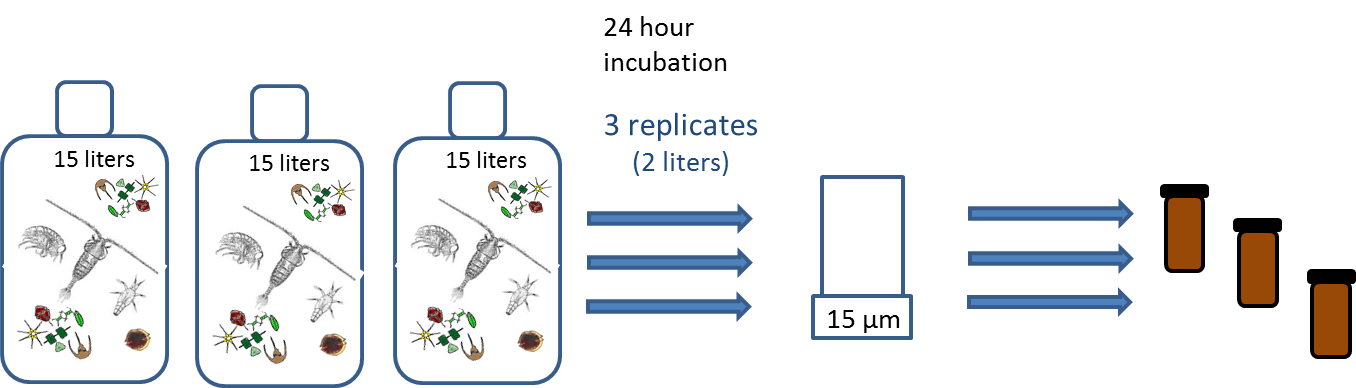 15 liters
15 liters
15 liters
24 hour
incubation
3 replicates
(2 liters)
15 µm